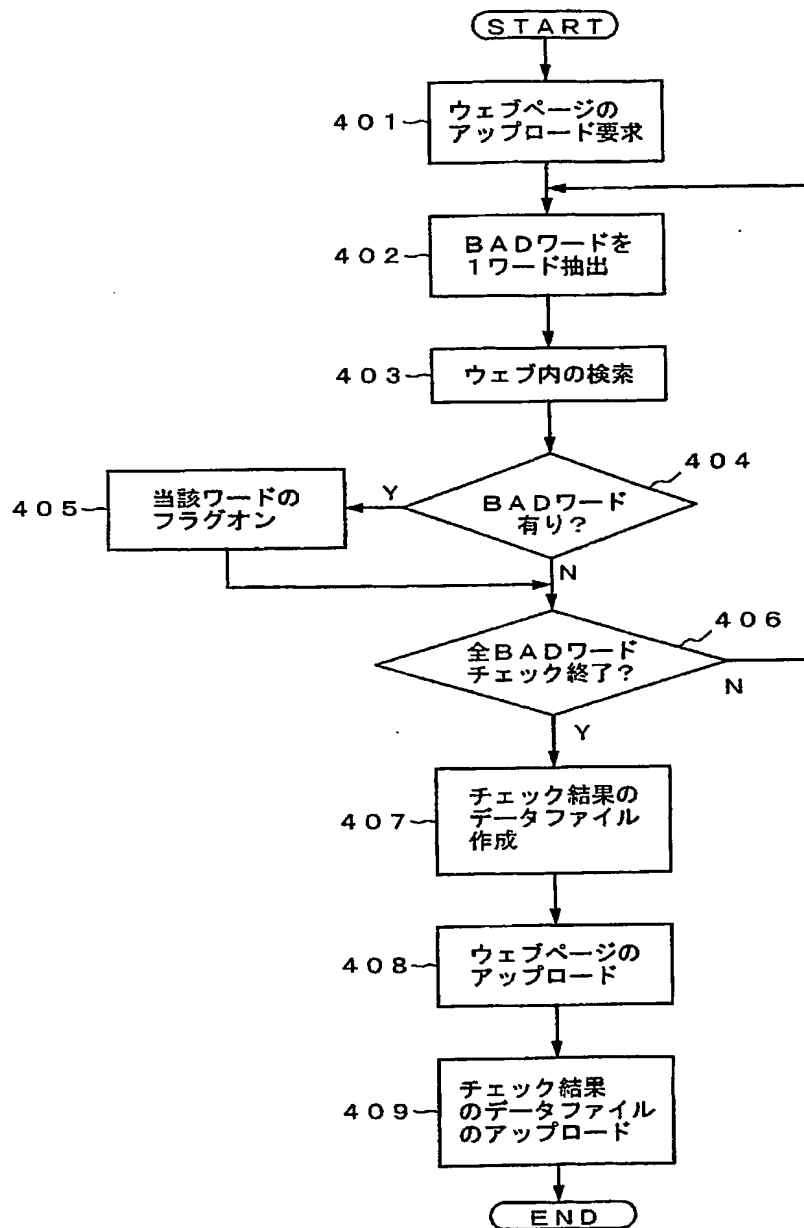 START
401
ウェブページの
アップロード要求
402
BADワードを
1ワード抽出
403
ウェブ内の検索
404
BADワード
有り?
Y
N
405
当該ワードの
フラグオン
406
全BADワード
チェック終了?
N
Y
407
チェック結果の
データファイル
作成
408
ウェブページの
アップロード
409
チェック結果
のデータファイル
のアップロード
END